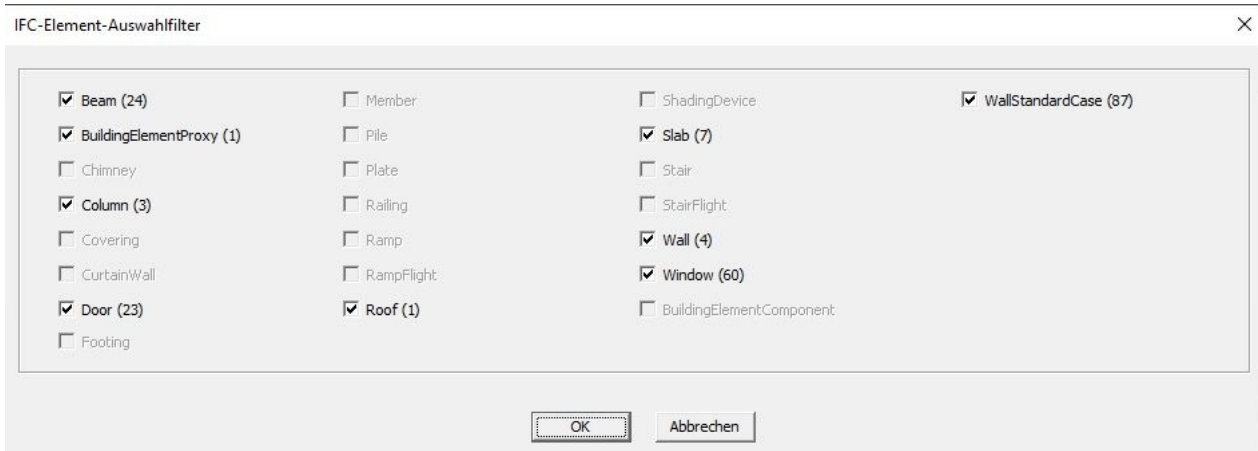 IFC-Element-Auswahlfilter
Beam (24)
Member
ShadingDevice
WallStandardCase (87)
BuildingElementProxy (1)
Pile
Slab (7)
Chimney
Plate
Stair
Column (3)
Railing
StairFlight
Covering
Ramp
Wall (4)
CurtainWall
RampFlight
Window (60)
Door (23)
Roof (1)
BuildingElementComponent
Footing
OK
Abbrechen